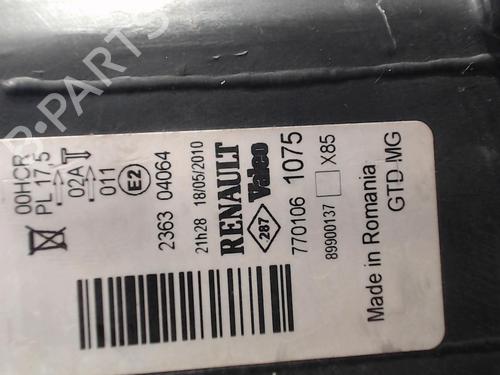 00HCR
PL 17,5
02A
011
E2
2363 04064
21h28 18/05/2010
RENAULT
Valeo
287
770106 1075
89900137 X85
Made in Romania
GTD-MG
B-PARTS